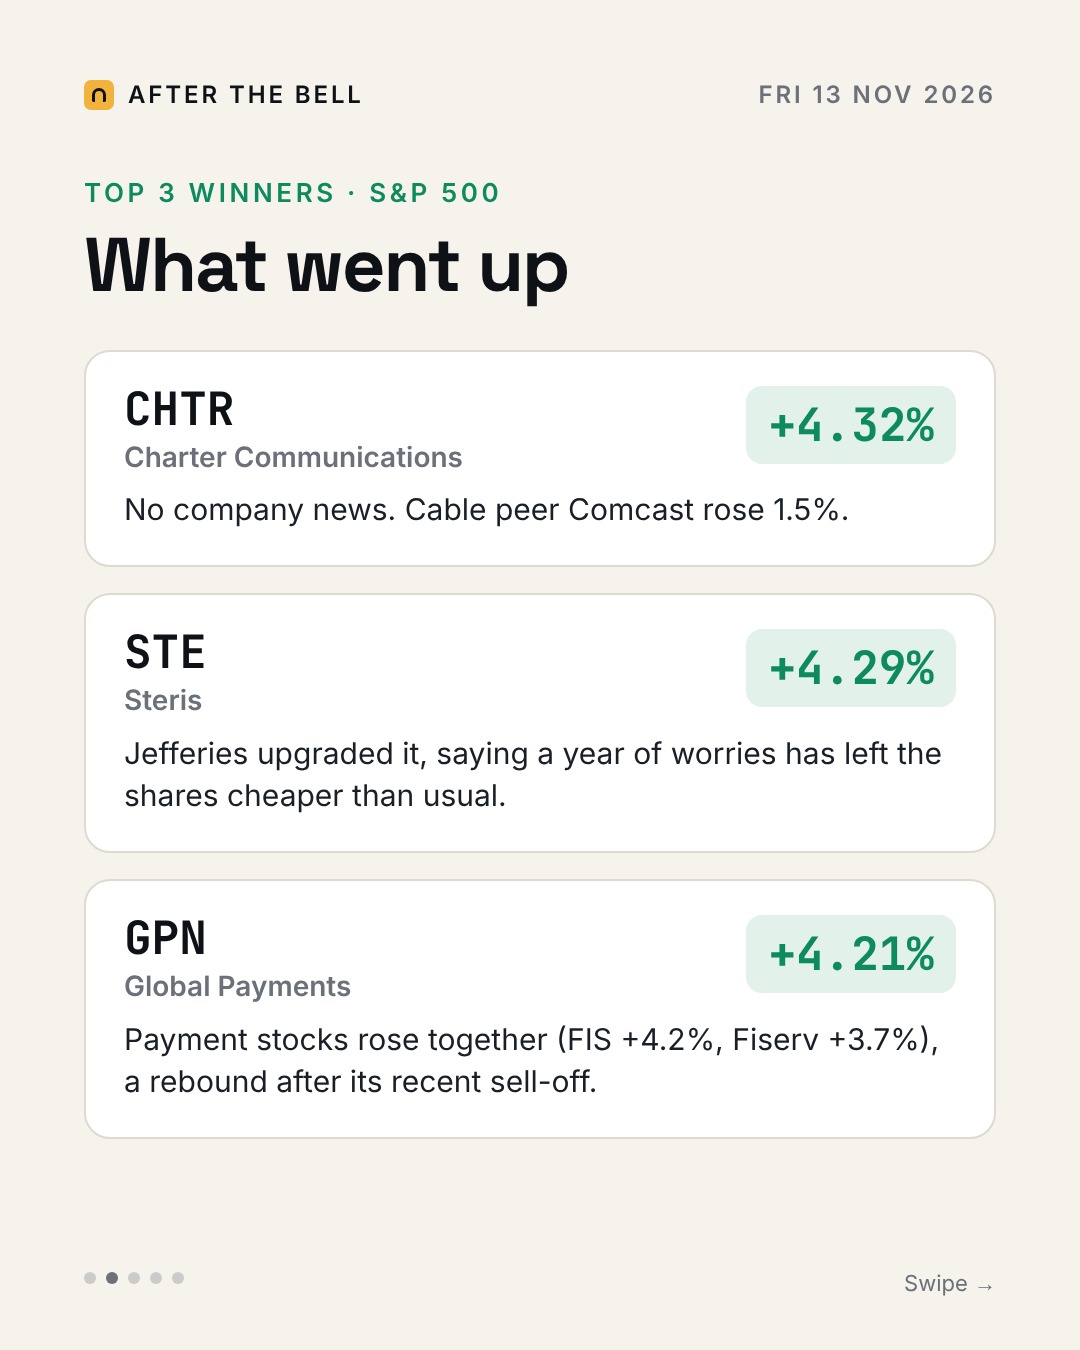 AFTER THE BELL
FRI 13 NOV 2026
TOP 3 WINNERS · S&P 500
What went up
CHTR
+4.32%
Charter Communications
No company news. Cable peer Comcast rose 1.5%.
STE
+4.29%
Steris
Jefferies upgraded it, saying a year of worries has left the
shares cheaper than usual.
GPN
+4.21%
Global Payments
Payment stocks rose together (FIS +4.2%, Fiserv +3.7%),
a rebound after its recent sell-off.
Swipe →